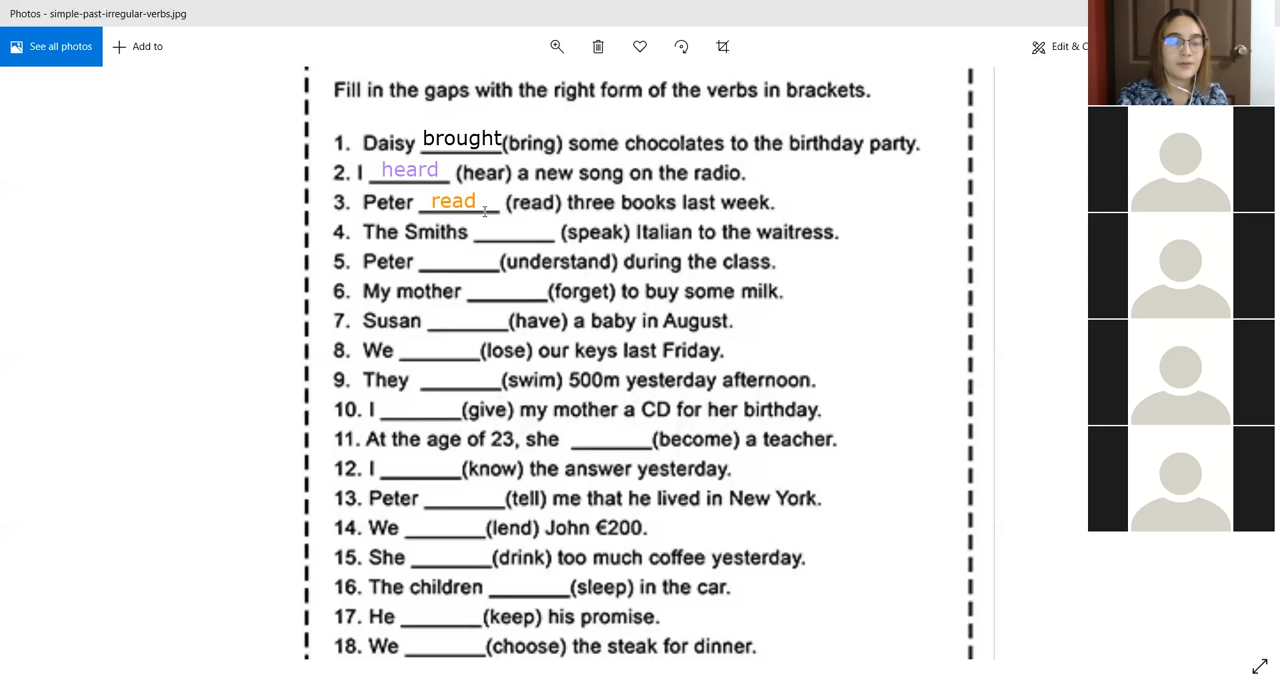 Photos - simple-past-irregular-verbs.jpg
See all photos + Add to Edit & C
Fill in the gaps with the right form of the verbs in brackets.
1. Daisy brought (bring) some chocolates to the birthday party.
2. I heard (hear) a new song on the radio.
3. Peter read (read) three books last week.
4. The Smiths ________ (speak) Italian to the waitress.
5. Peter ________(understand) during the class.
6. My mother ________(forget) to buy some milk.
7. Susan ________(have) a baby in August.
8. We ________(lose) our keys last Friday.
9. They ________(swim) 500m yesterday afternoon.
10. I ________(give) my mother a CD for her birthday.
11. At the age of 23, she ________(become) a teacher.
12. I ________(know) the answer yesterday.
13. Peter ________(tell) me that he lived in New York.
14. We ________(lend) John €200.
15. She ________(drink) too much coffee yesterday.
16. The children ________(sleep) in the car.
17. He ________(keep) his promise.
18. We ________(choose) the steak for dinner.